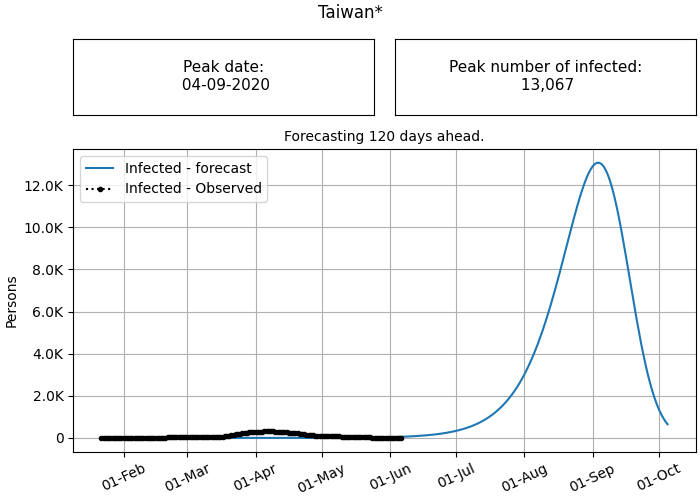 Taiwan*
Peak date:
04-09-2020
Peak number of infected:
13,067
Forecasting 120 days ahead.
Infected - forecast
Infected - Observed
Persons
12.0K
10.0K
8.0K
6.0K
4.0K
2.0K
0
01-Feb
01-Mar
01-Apr
01-May
01-Jun
01-Jul
01-Aug
01-Sep
01-Oct